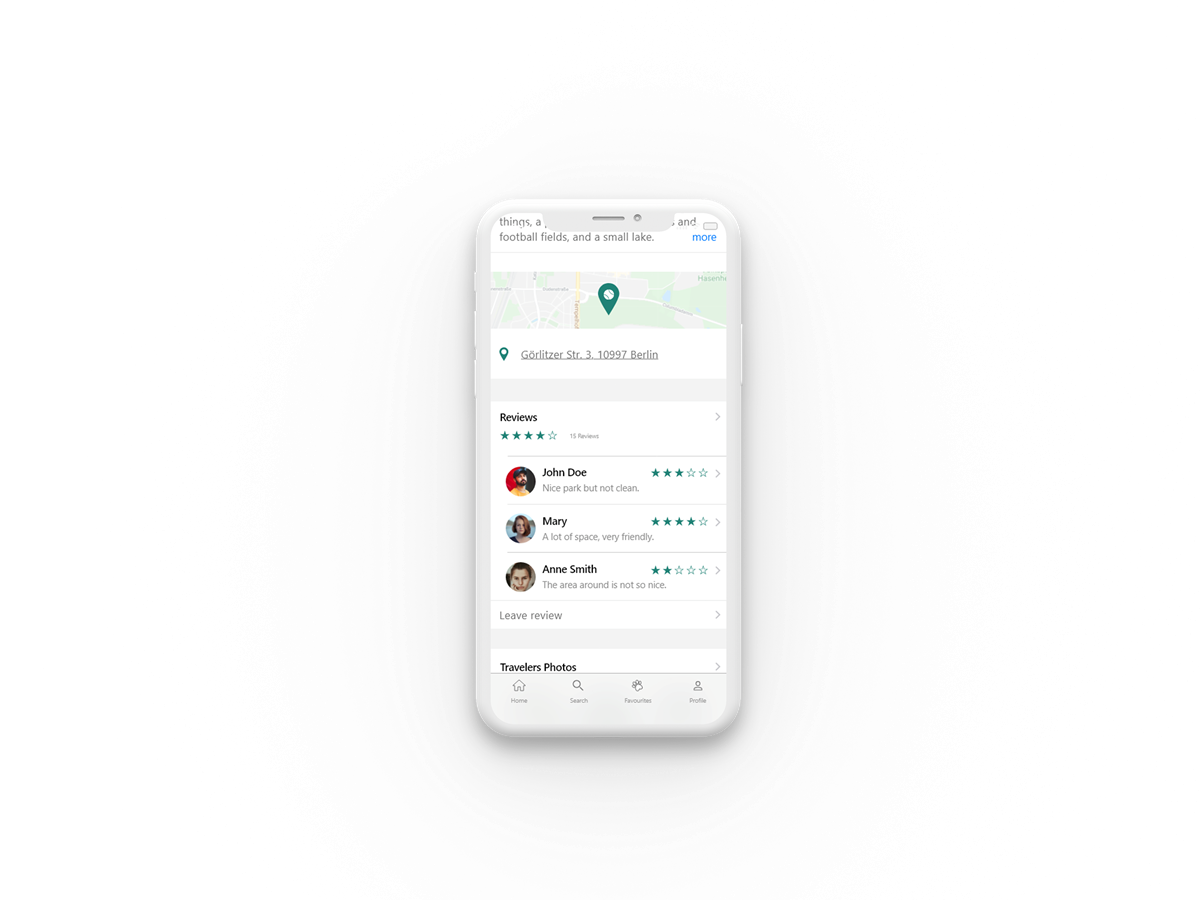 things, a
s and
football fields, and a small lake. more
Hasenhe
Görlitzer Str. 3, 10997 Berlin
Reviews
15 Reviews
John Doe
Nice park but not clean.
Mary
A lot of space, very friendly.
Anne Smith
The area around is not so nice.
Leave review
Travelers Photos
Home Search Favourites Profile